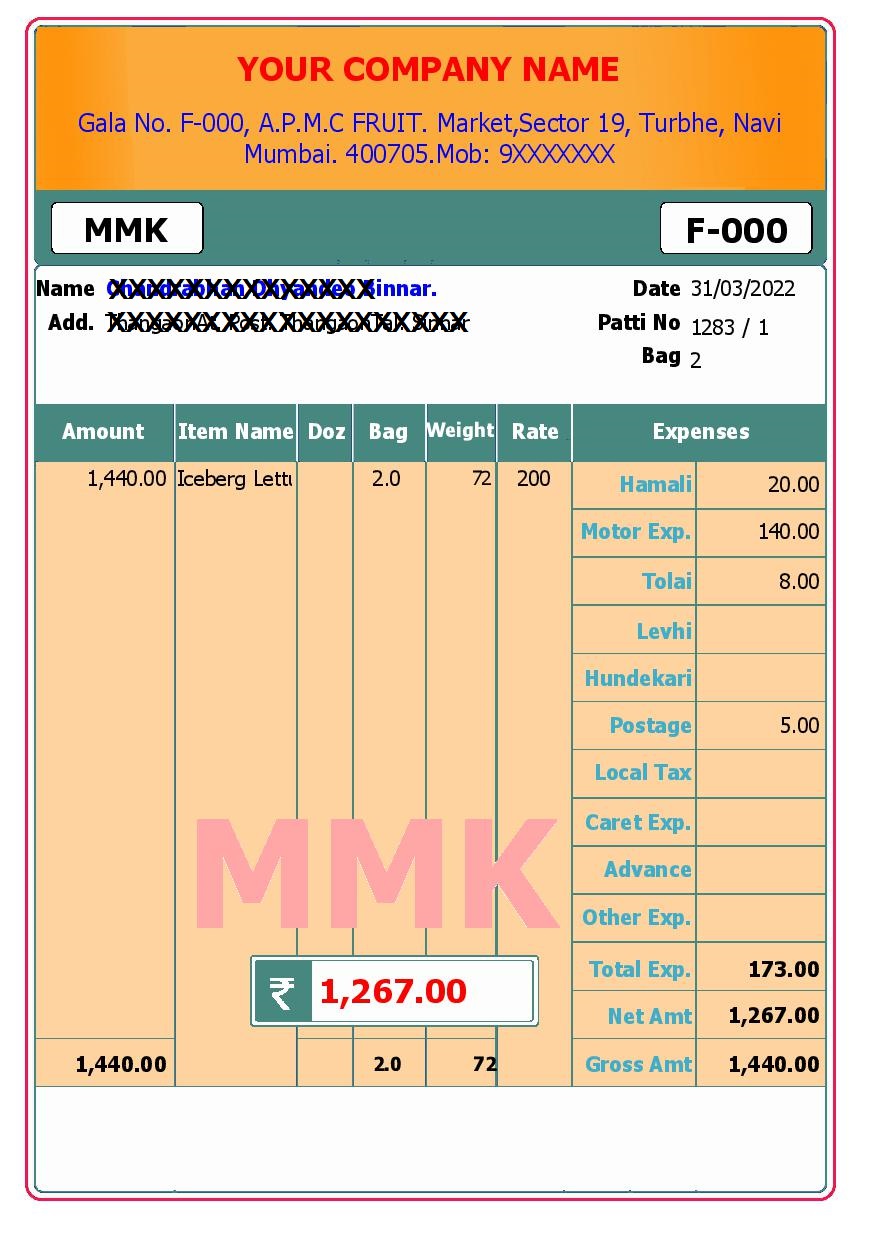 YOUR COMPANY NAME
Gala No. F-000, A.P.M.C FRUIT. Market,Sector 19, Turbhe, Navi
Mumbai. 400705.Mob: 9XXXXXXX
MMK F-000
Name Date 31/03/2022
Add. Patti No 1283 / 1
Bag 2
Amount Item Name Doz Bag Weight Rate Expenses
1,440.00 Iceberg Lettu 2.0 72 200 Hamali 20.00
Motor Exp. 140.00
Tolai 8.00
Levhi
Hundekari
Postage 5.00
Local Tax
Caret Exp.
MMK
Advance
Other Exp.
Total Exp. 173.00
₹ 1,267.00
Net Amt 1,267.00
1,440.00 2.0 72 Gross Amt 1,440.00